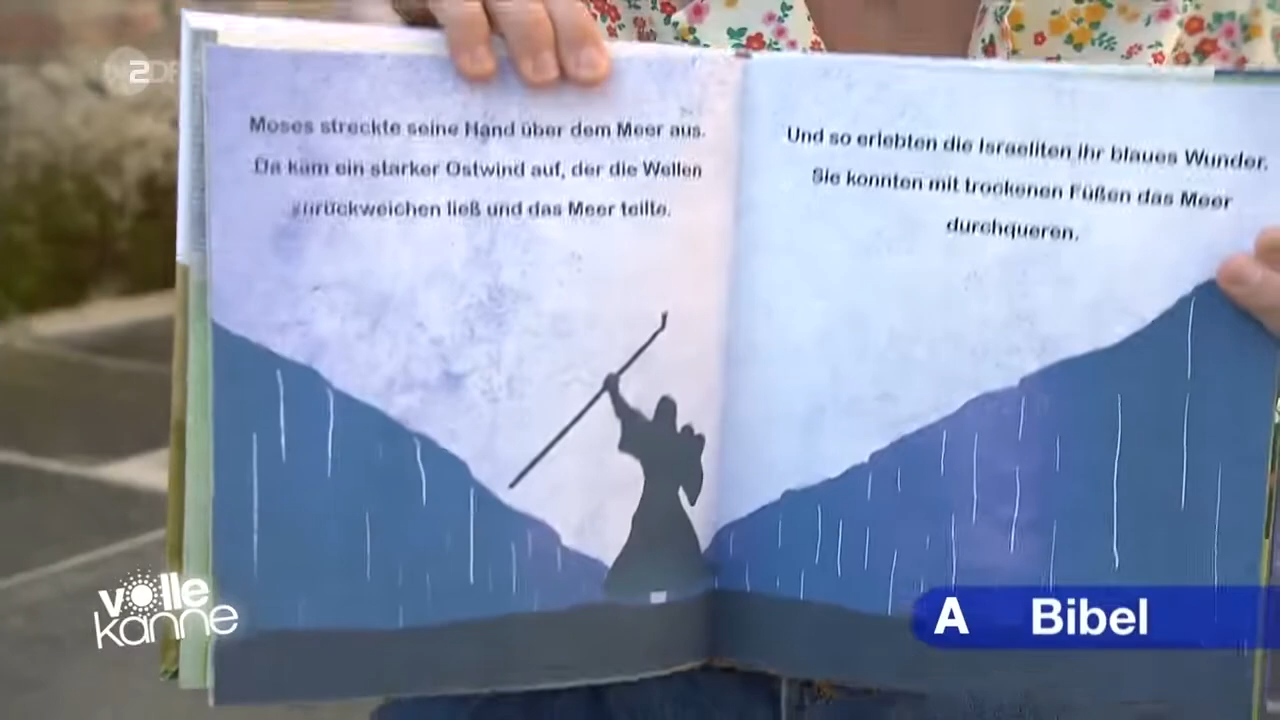 2ZDF
Moses streckte seine Hand über dem Meer aus.
Da kam ein starker Ostwind auf, der die Wellen
zurückweichen ließ und das Meer teilte.
Und so erlebten die Israeliten ihr blaues Wunder.
Sie konnten mit trockenen Füßen das Meer
durchqueren.
volle
kanne
A Bibel